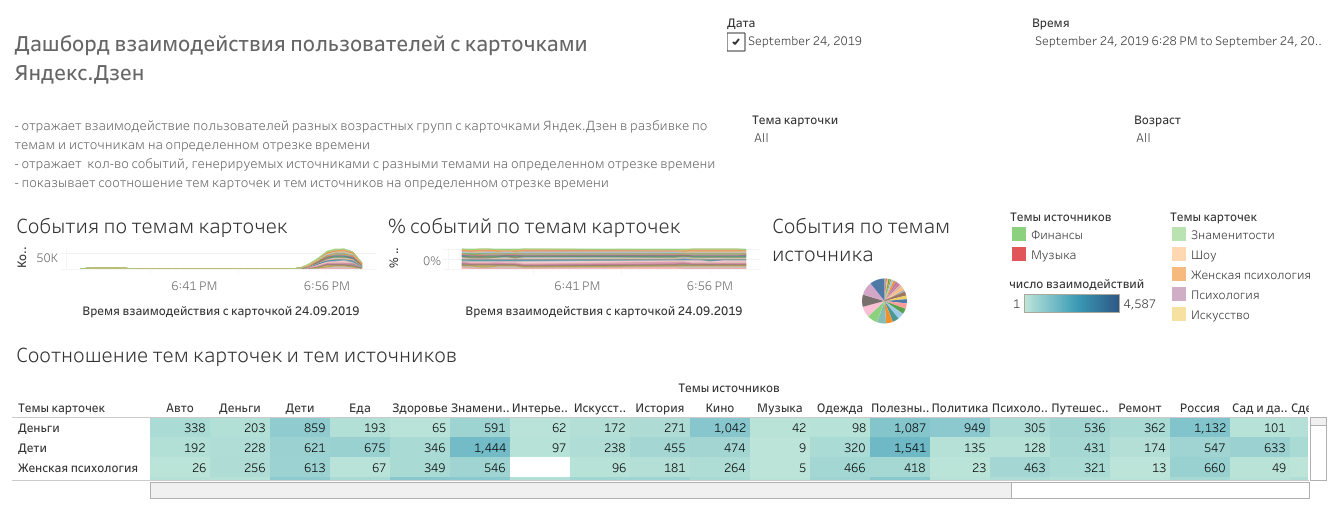 Дашборд взаимодействия пользователей с карточками
Яндекс.Дзен
Дата
✔ September 24, 2019
Время
September 24, 2019 6:28 PM to September 24, 20..
- отражает взаимодействие пользователей разных возрастных групп с карточками Яндек.Дзен в разбивке по
темам и источникам на определенном отрезке времени
- отражает кол-во событий, генерируемых источниками с разными темами на определенном отрезке времени
- показывает соотношение тем карточек и тем источников на определенном отрезке времени
Тема карточки
All
Возраст
All
События по темам карточек
Ко..
50K
6:41 PM 6:56 PM
Время взаимодействия с карточкой 24.09.2019
% событий по темам карточек
% ..
0%
6:41 PM 6:56 PM
Время взаимодействия с карточкой 24.09.2019
События по темам
источника
Темы источников
Финансы
Музыка
число взаимодействий
1 4,587
Темы карточек
Знаменитости
Шоу
Женская психология
Психология
Искусство
Соотношение тем карточек и тем источников
Темы источников
Темы карточек Авто Деньги Дети Еда Здоровье Знамени.. Интерье.. Искусст.. История Кино Музыка Одежда Полезны.. Политика Психоло.. Путешес.. Ремонт Россия Сад и да.. Сде
Деньги 338 203 859 193 65 591 62 172 271 1,042 42 98 1,087 949 305 536 362 1,132 101
Дети 192 228 621 675 346 1,444 97 238 455 474 9 320 1,541 135 128 431 174 547 633
Женская психология 26 256 613 67 349 546 96 181 264 5 466 418 23 463 321 13 660 49